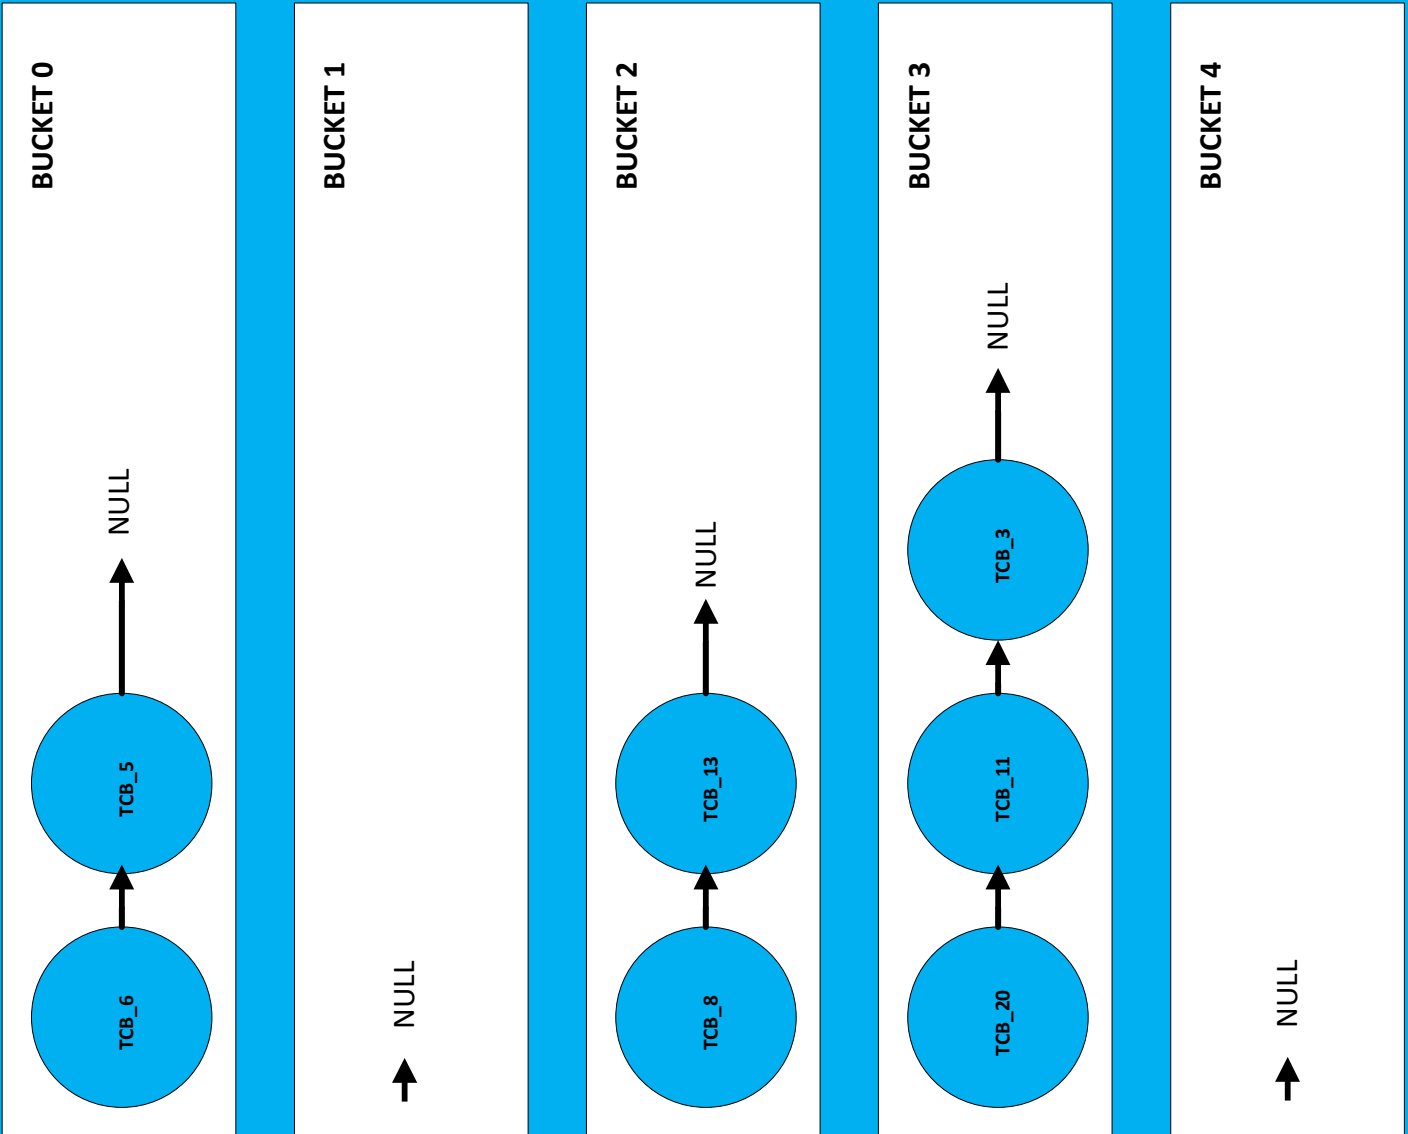 BUCKET 0
TCB_6
TCB_5
NULL
BUCKET 1
NULL
BUCKET 2
TCB_8
TCB_13
NULL
BUCKET 3
TCB_20
TCB_11
TCB_3
NULL
BUCKET 4
NULL